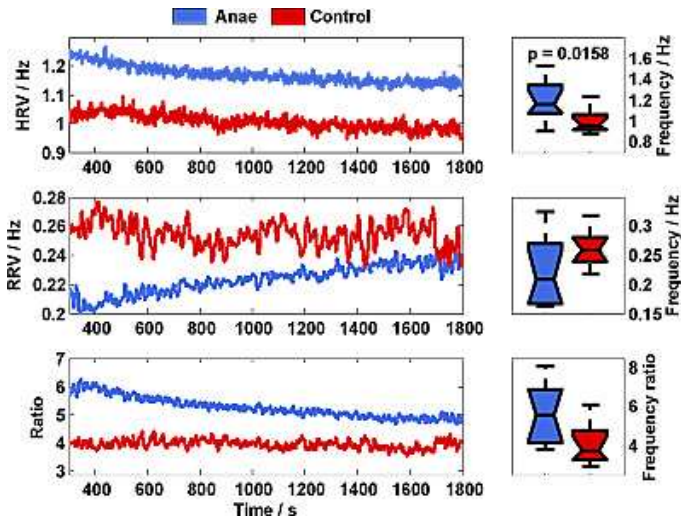 Anae Control
HRV / Hz
1.2
1.1
1
0.9
400 600 800 1000 1200 1400 1600 1800
p = 0.0158
1.6
1.4
1.2
1
0.8
Frequency / Hz
RRV / Hz
0.28
0.26
0.24
0.22
0.2
400 600 800 1000 1200 1400 1600 1800
0.3
0.25
0.2
0.15
Frequency / Hz
Ratio
7
6
5
4
3
400 600 800 1000 1200 1400 1600 1800
Time / s
8
6
4
Frequency ratio